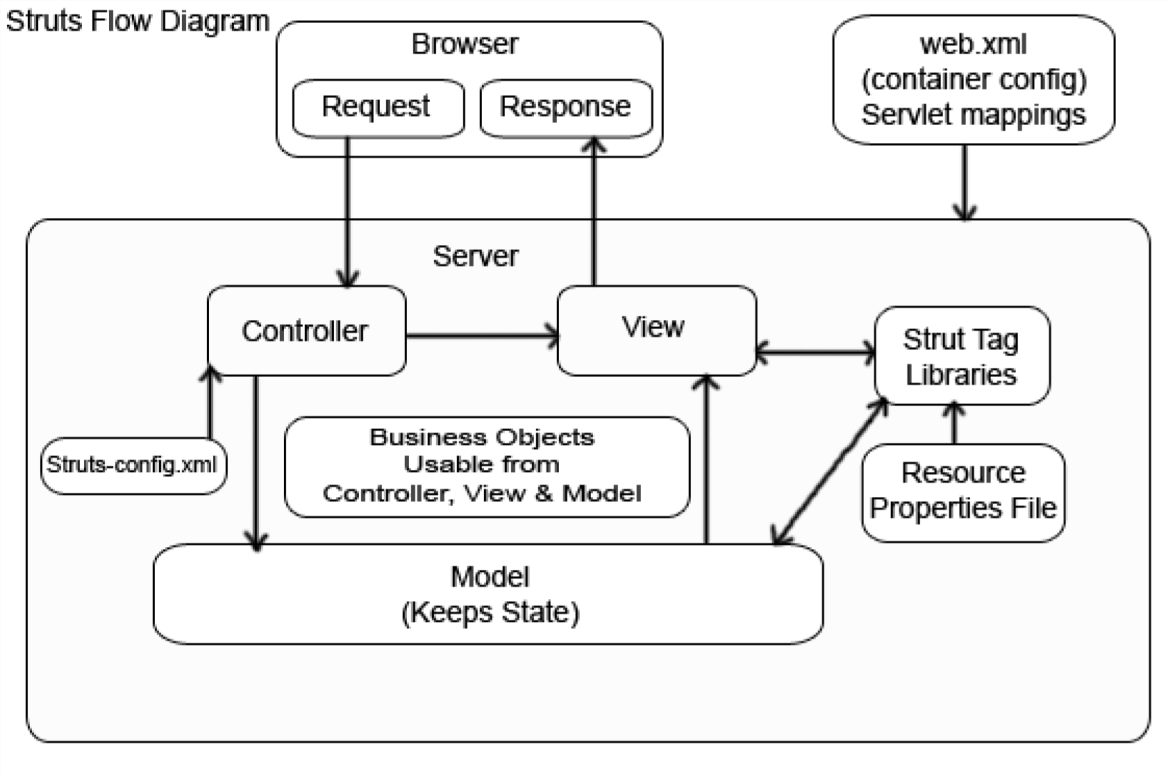 Struts Flow Diagram
Browser
Request
Response
web.xml
(container config)
Servlet mappings
Server
Controller
View
Strut Tag
Libraries
Struts-config.xml
Business Objects
Usable from
Controller, View & Model
Resource
Properties File
Model
(Keeps State)